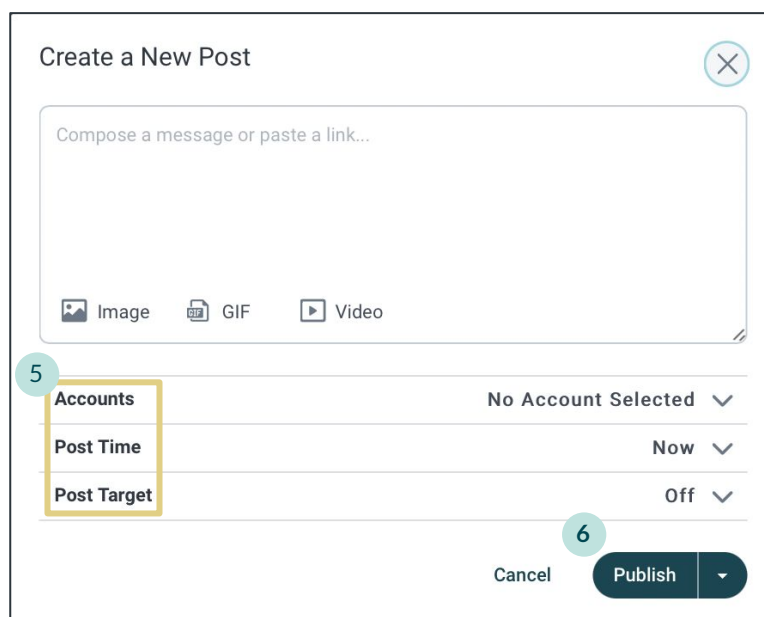 Create a New Post
Compose a message or paste a link...
Image GIF GIF Video
5
Accounts No Account Selected
Post Time Now
Post Target Off
6
Cancel Publish